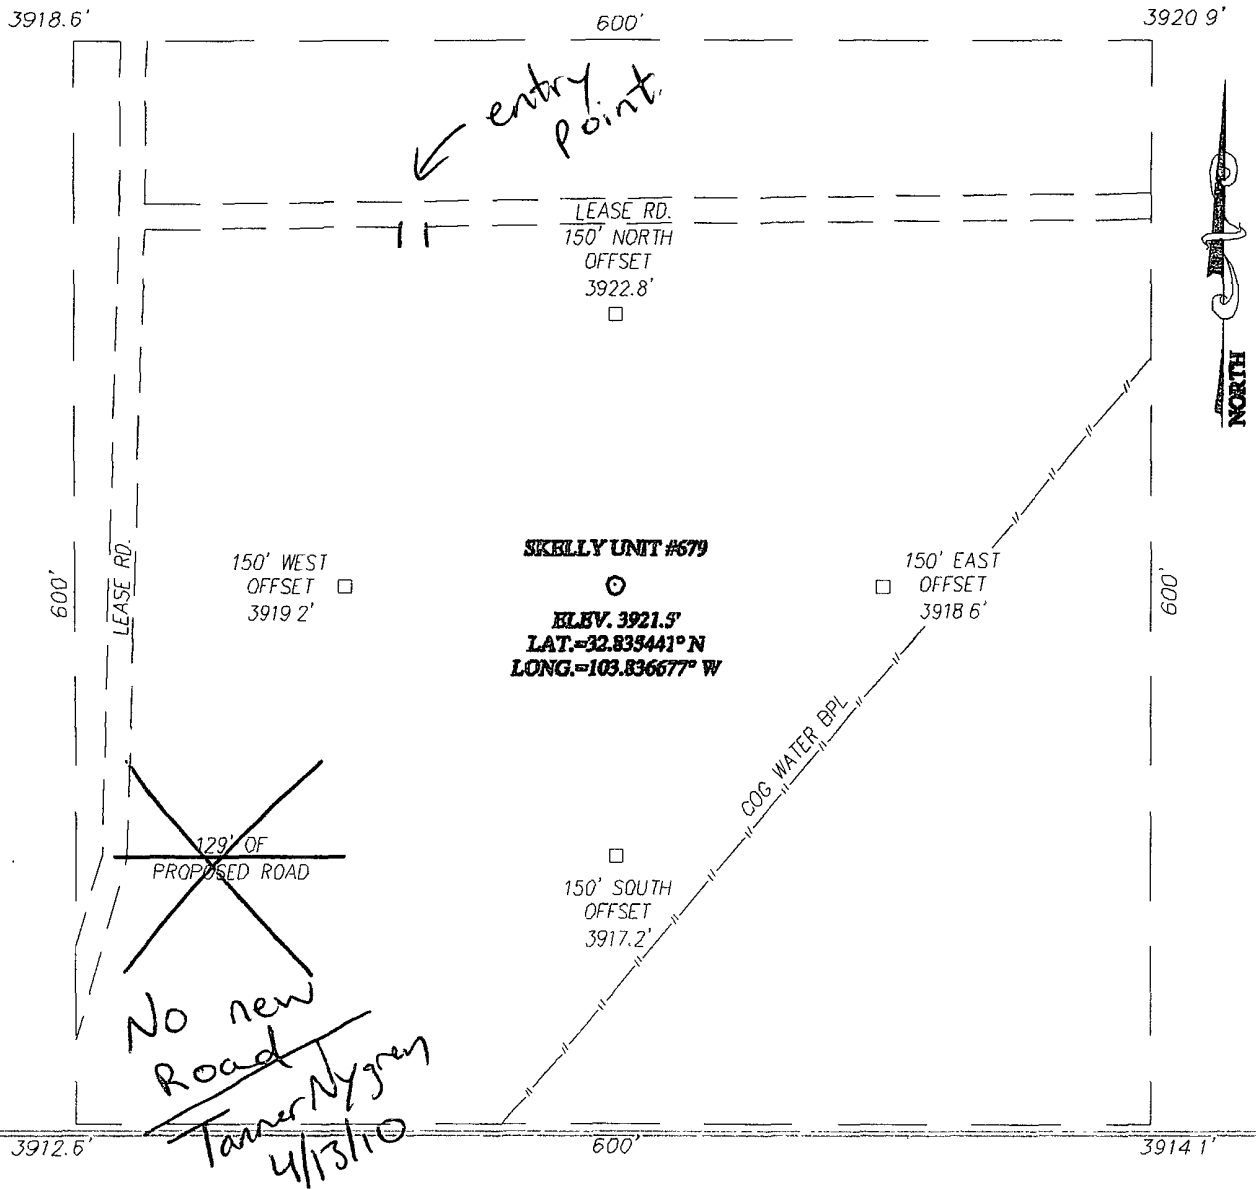 3918.6'
600'
3920 9'
entry
point.
LEASE RD.
150' NORTH
OFFSET
3922.8'
NORTH
600'
LEASE RD.
150' WEST
OFFSET
3919 2'
SKELLY UNIT #679
ELEV. 3921.5'
LAT.=32.835441° N
LONG.=103.836677° W
150' EAST
OFFSET
3918 6'
600'
COG WATER BPL
129' OF
PROPOSED ROAD
150' SOUTH
OFFSET
3917.2'
No new
Road
Tanner Nygren
4/13/10
3912.6'
600'
3914 1'